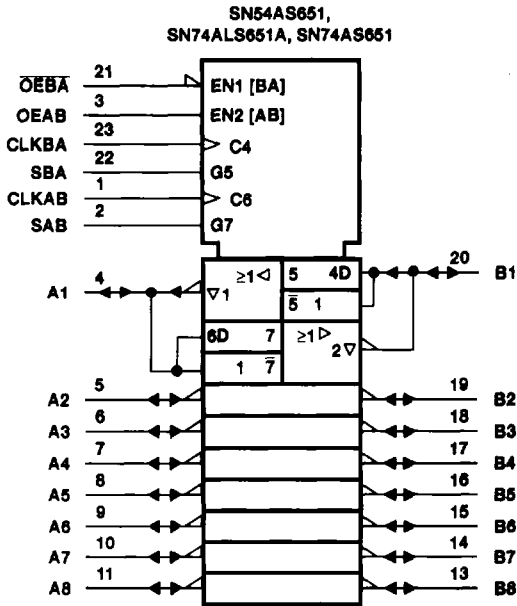 SN54AS651,
SN74ALS651A, SN74AS651
OEBA 21 EN1 [BA]
OEAB 3 EN2 [AB]
CLKBA 23 C4
SBA 22 G5
CLKAB 1 C6
SAB 2 G7
A1 4 ≥1 ◁ 5 4D 20 B1
▽ 1 5̅ 1
6D 7 ≥1 ▷
1 7̅ 2 ▽
A2 5 19 B2
A3 6 18 B3
A4 7 17 B4
A5 8 16 B5
A6 9 15 B6
A7 10 14 B7
A8 11 13 B8